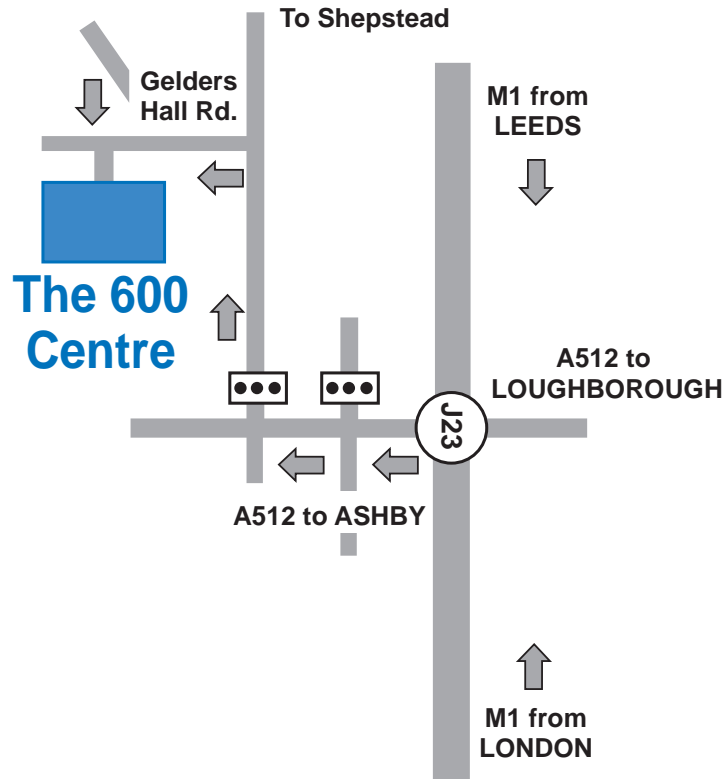 To Shepstead
Gelders
Hall Rd.
M1 from
LEEDS
The 600
Centre
A512 to
LOUGHBOROUGH
J23
A512 to ASHBY
M1 from
LONDON